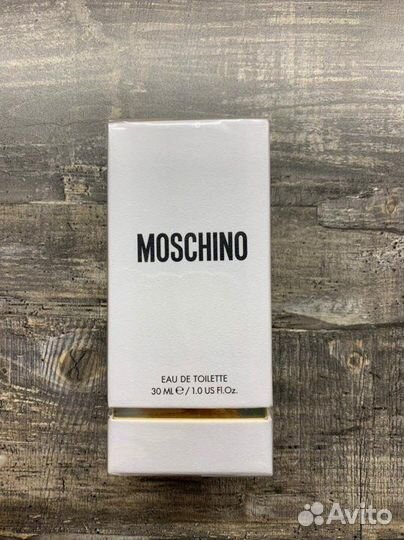 MOSCHINO
EAU DE TOILETTE
30 ML ℮ / 1.0 US Fl.Oz.
Avito